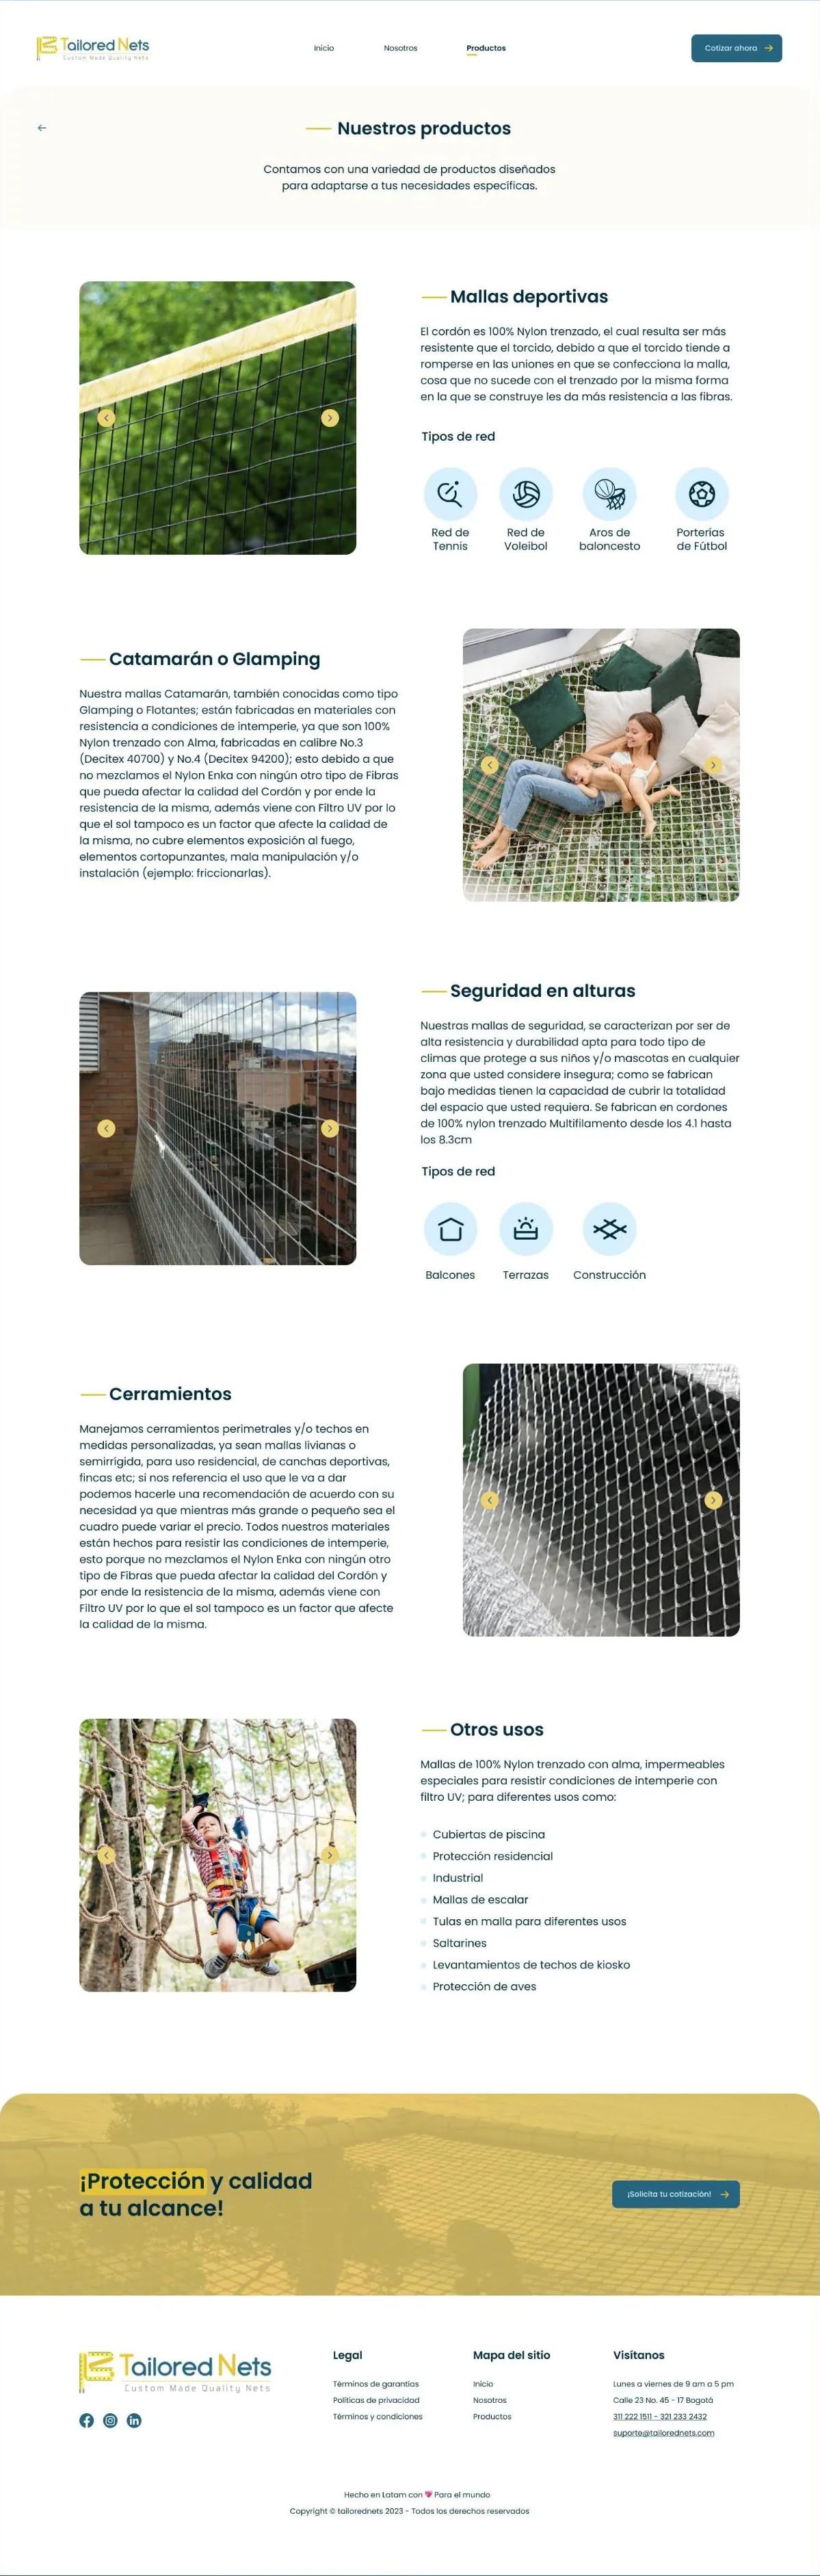 Tailored Nets
Custom Made Quality Nets
Inicio
Nosotros
Productos
Cotizar ahora
Nuestros productos
Contamos con una variedad de productos diseñados
para adaptarse a tus necesidades específicas.
Mallas deportivas
El cordón es 100% Nylon trenzado, el cual resulta ser más
resistente que el torcido, debido a que el torcido tiende a
romperse en las uniones en que se confecciona la malla,
cosa que no sucede con el trenzado por la misma forma
en la que se construye les da más resistencia a las fibras.
Tipos de red
Red de
Tennis
Red de
Voleibol
Aros de
baloncesto
Porterías
de Fútbol
Catamarán o Glamping
Nuestra mallas Catamarán, también conocidas como tipo
Glamping o Flotantes; están fabricadas en materiales con
resistencia a condiciones de intemperie, ya que son 100%
Nylon trenzado con Alma, fabricadas en calibre No.3
(Decitex 40700) y No.4 (Decitex 94200); esto debido a que
no mezclamos el Nylon Enka con ningún otro tipo de Fibras
que pueda afectar la calidad del Cordón y por ende la
resistencia de la misma, además viene con Filtro UV por lo
que el sol tampoco es un factor que afecte la calidad de
la misma, no cubre elementos exposición al fuego,
elementos cortopunzantes, mala manipulación y/o
instalación (ejemplo: friccionarlas).
Seguridad en alturas
Nuestras mallas de seguridad, se caracterizan por ser de
alta resistencia y durabilidad apta para todo tipo de
climas que protege a sus niños y/o mascotas en cualquier
zona que usted considere insegura; como se fabrican
bajo medidas tienen la capacidad de cubrir la totalidad
del espacio que usted requiera. Se fabrican en cordones
de 100% nylon trenzado Multifilamento desde los 4.1 hasta
los 8.3cm
Tipos de red
Balcones
Terrazas
Construcción
Cerramientos
Manejamos cerramientos perimetrales y/o techos en
medidas personalizadas, ya sean mallas livianas o
semirrígida, para uso residencial, de canchas deportivas,
fincas etc; si nos referencia el uso que le va a dar
podemos hacerle una recomendación de acuerdo con su
necesidad ya que mientras más grande o pequeño sea el
cuadro puede variar el precio. Todos nuestros materiales
están hechos para resistir las condiciones de intemperie,
esto porque no mezclamos el Nylon Enka con ningún otro
tipo de Fibras que pueda afectar la calidad del Cordón y
por ende la resistencia de la misma, además viene con
Filtro UV por lo que el sol tampoco es un factor que afecte
la calidad de la misma.
Otros usos
Mallas de 100% Nylon trenzado con alma, impermeables
especiales para resistir condiciones de intemperie con
filtro UV; para diferentes usos como:
Cubiertas de piscina
Protección residencial
Industrial
Mallas de escalar
Tulas en malla para diferentes usos
Saltarines
Levantamientos de techos de kiosko
Protección de aves
¡Protección y calidad
a tu alcance!
¡Solicita tu cotización!
Tailored Nets
Custom Made Quality Nets
Legal
Términos de garantías
Políticas de privacidad
Términos y condiciones
Mapa del sitio
Inicio
Nosotros
Productos
Visítanos
Lunes a viernes de 9 am a 5 pm
Calle 23 No. 45 - 17 Bogotá
311 222 1511 - 321 233 2432
suporte@tailorednets.com
Hecho en Latam con 💗 Para el mundo
Copyright © tailorednets 2023 - Todos los derechos reservados